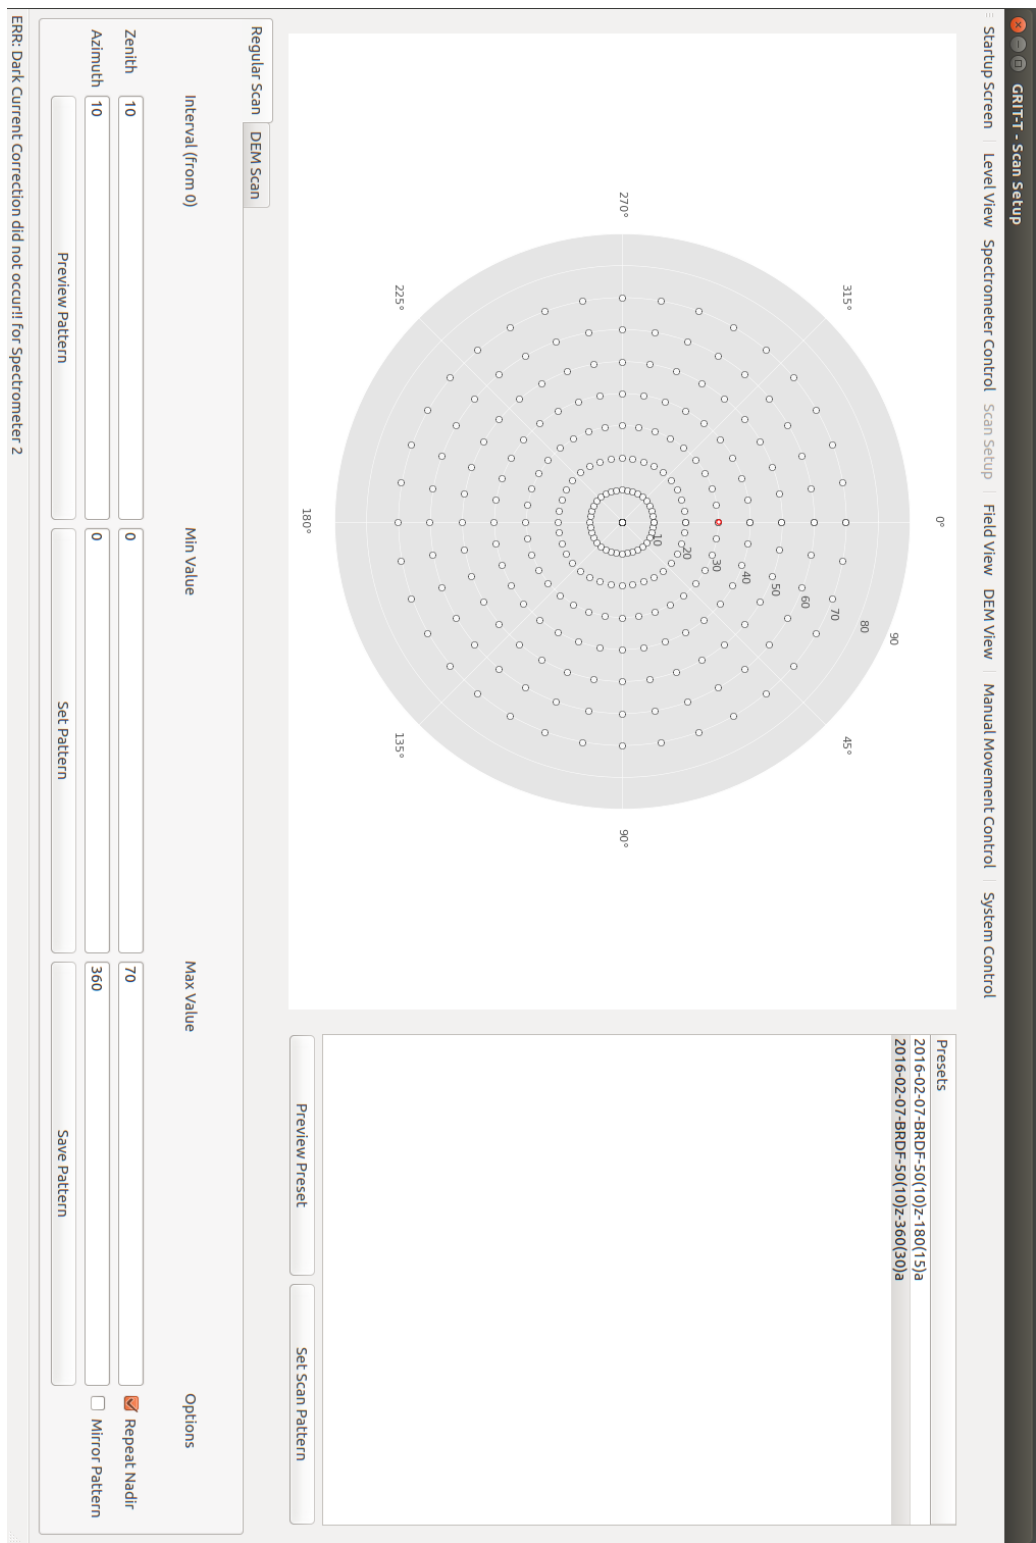 GRIT-T - Scan Setup
Startup Screen Level View Spectrometer Control Scan Setup Field View DEM View Manual Movement Control System Control
0°
45°
90°
135°
180°
225°
270°
315°
10
20
30
40
50
60
70
80
90
Presets
2016-02-07-BRDF-50(10)z-180(15)a
2016-02-07-BRDF-50(10)z-360(30)a
Preview Preset Set Scan Pattern
Regular Scan DEM Scan
Interval (from 0) Min Value Max Value Options
Zenith 10 0 70 Repeat Nadir
Azimuth 10 0 360 Mirror Pattern
Preview Pattern Set Pattern Save Pattern
ERR: Dark Current Correction did not occur!! for Spectrometer 2